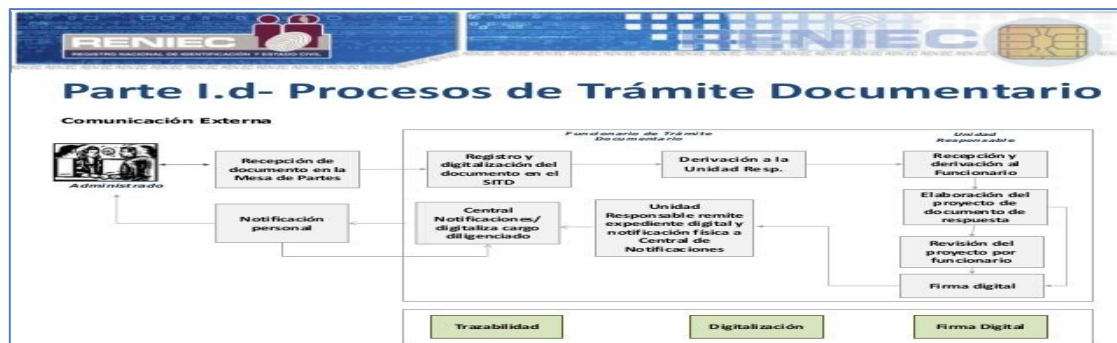 RENIEC
REGISTRO NACIONAL DE IDENTIFICACIÓN Y ESTADO CIVIL
RENIEC
Parte I.d- Procesos de Trámite Documentario
Comunicación Externa
Funcionario de Trámite
Documentario
Unidad
Responsable
Administrado
Recepción de
documento en la
Mesa de Partes
Registro y
digitalización del
documento en el
SITD
Derivación a la
Unidad Resp.
Recepción y
derivación al
Funcionario
Elaboración del
proyecto de
documento de
respuesta
Revisión del
proyecto por
funcionario
Firma digital
Unidad
Responsable remite
expediente digital y
notificación física a
Central de
Notificaciones
Central
Notificaciones/
digitaliza cargo
diligenciado
Notificación
personal
Trazabilidad
Digitalización
Firma Digital